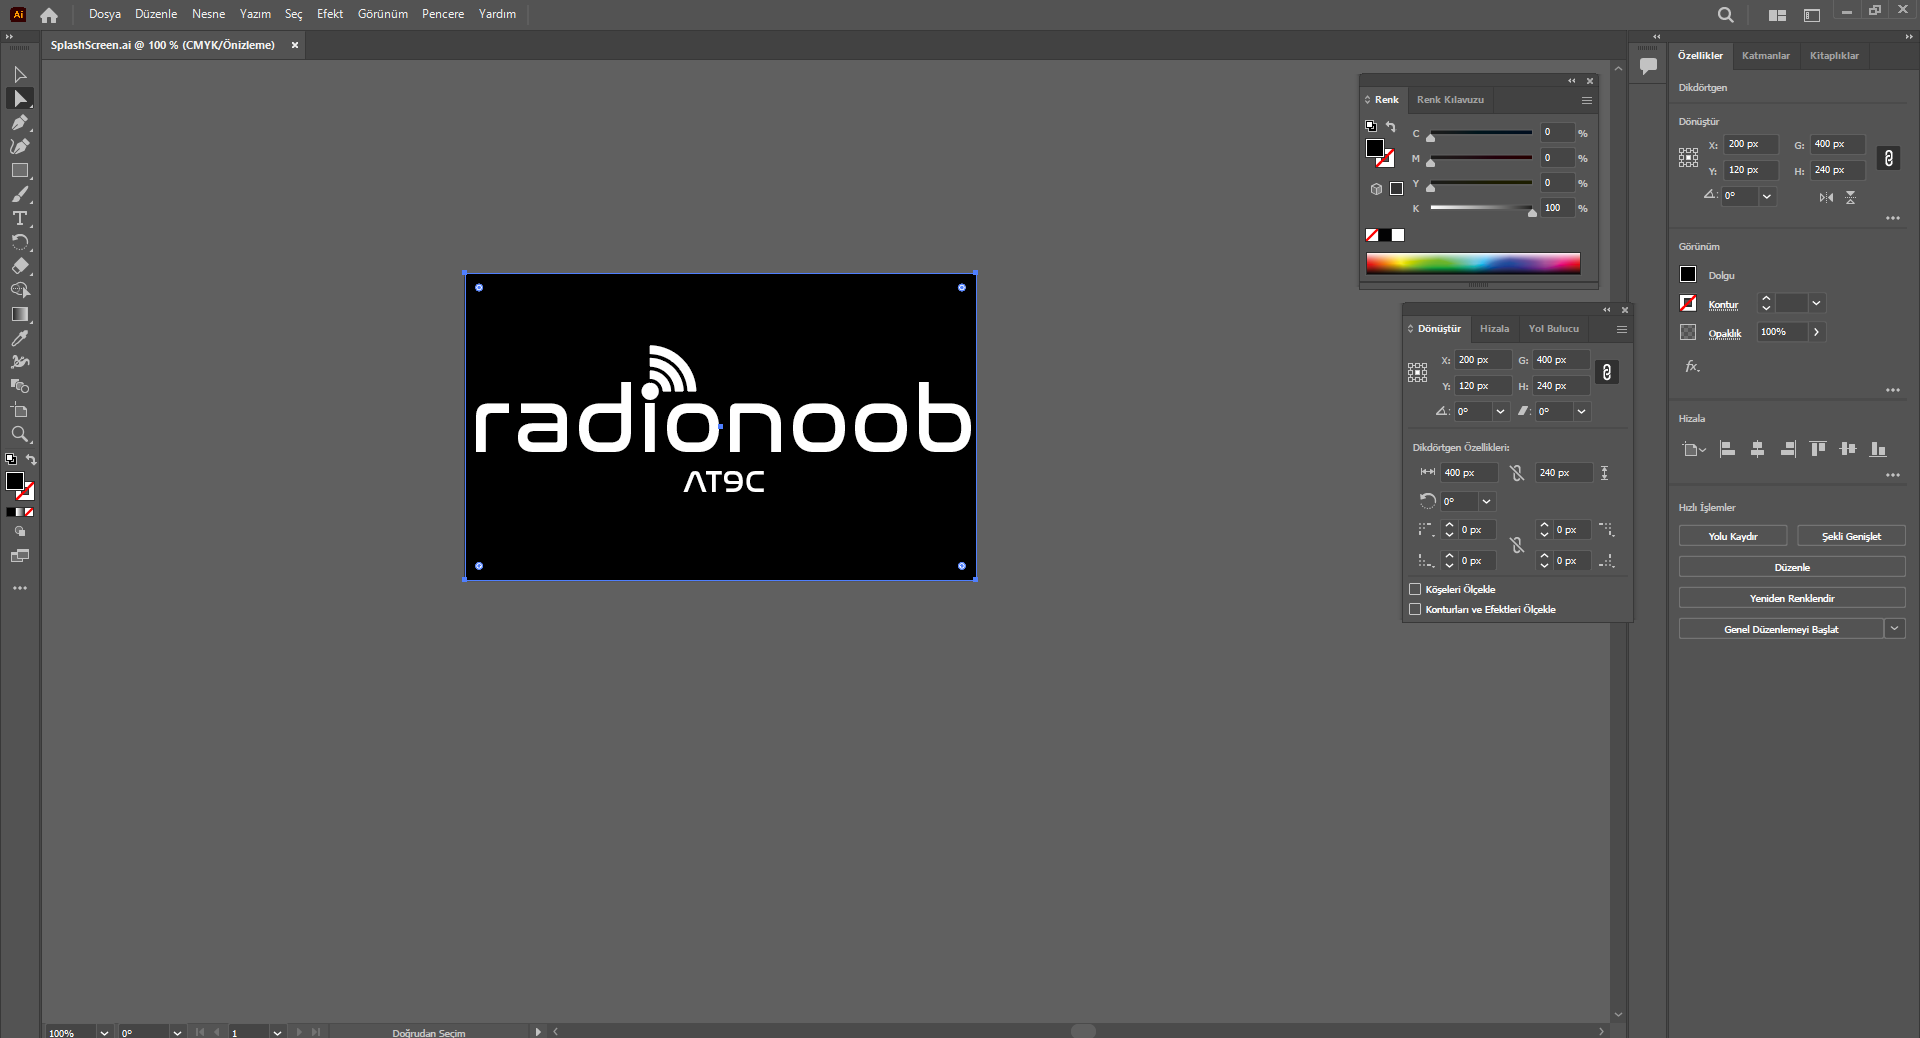 Ai Dosya Düzenle Nesne Yazım Seç Efekt Görünüm Pencere Yardım
SplashScreen.ai @ 100 % (CMYK/Önizleme)
radionoob
AT9C
Renk Renk Kılavuzu
C 0 %
M 0 %
Y 0 %
K 100 %
Dönüştür Hizala Yol Bulucu
X: 200 px G: 400 px
Y: 120 px H: 240 px
0° 0°
Dikdörtgen Özellikleri:
400 px 240 px
0°
0 px 0 px
0 px 0 px
Köşeleri Ölçekle
Konturları ve Efektleri Ölçekle
Özellikler Katmanlar Kitaplıklar
Dikdörtgen
Dönüştür
X: 200 px G: 400 px
Y: 120 px H: 240 px
0°
Görünüm
Dolgu
Kontur
Opaklık 100%
fx
Hizala
Hızlı İşlemler
Yolu Kaydır Şekli Genişlet
Düzenle
Yeniden Renklendir
Genel Düzenlemeyi Başlat
100% 0° 1 Doğrudan Seçim